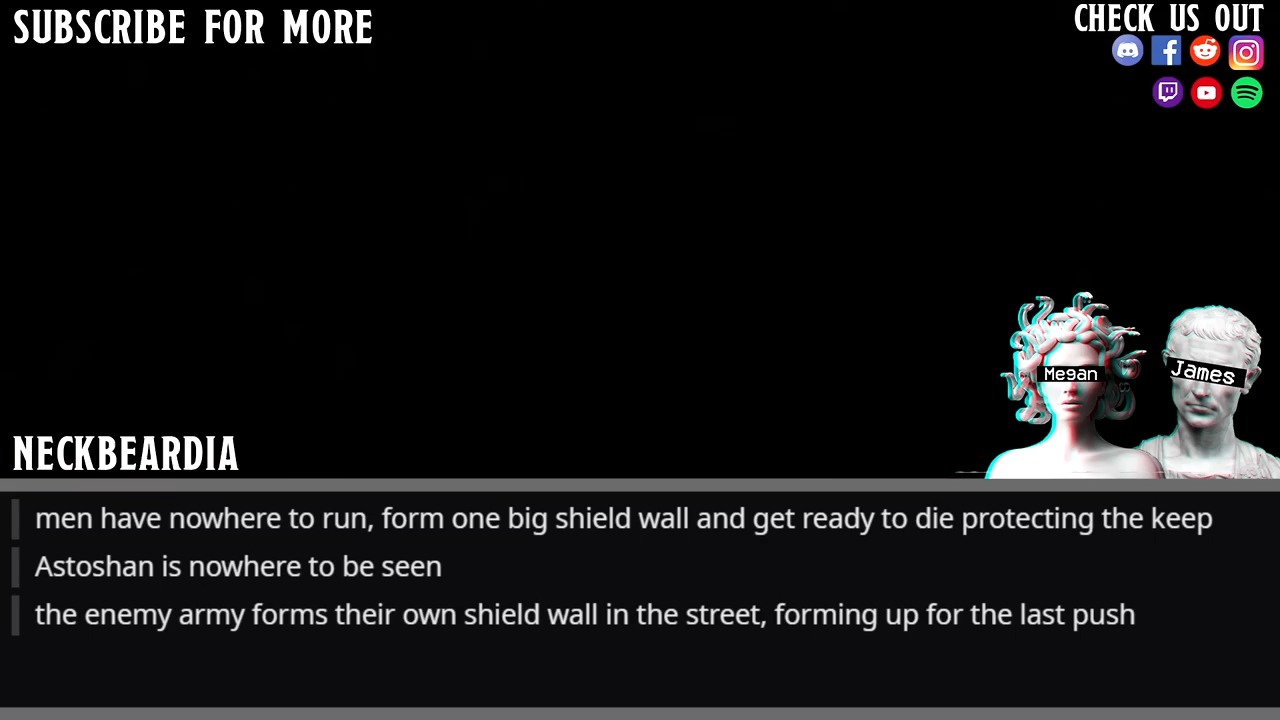 SUBSCRIBE FOR MORE
CHECK US OUT
Megan
James
NECKBEARDIA
men have nowhere to run, form one big shield wall and get ready to die protecting the keep
Astoshan is nowhere to be seen
the enemy army forms their own shield wall in the street, forming up for the last push